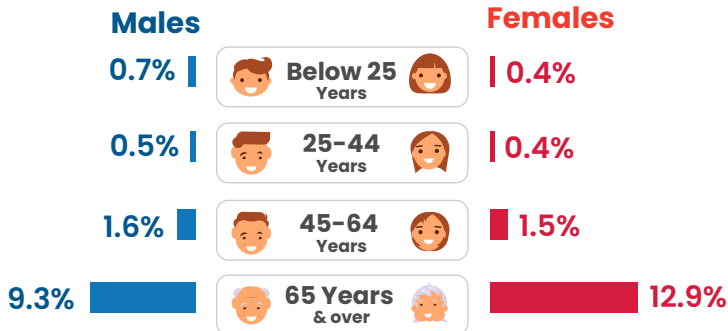 Males
Females
0.7%
Below 25
Years
0.4%
0.5%
25-44
Years
0.4%
1.6%
45-64
Years
1.5%
9.3%
65 Years
& over
12.9%